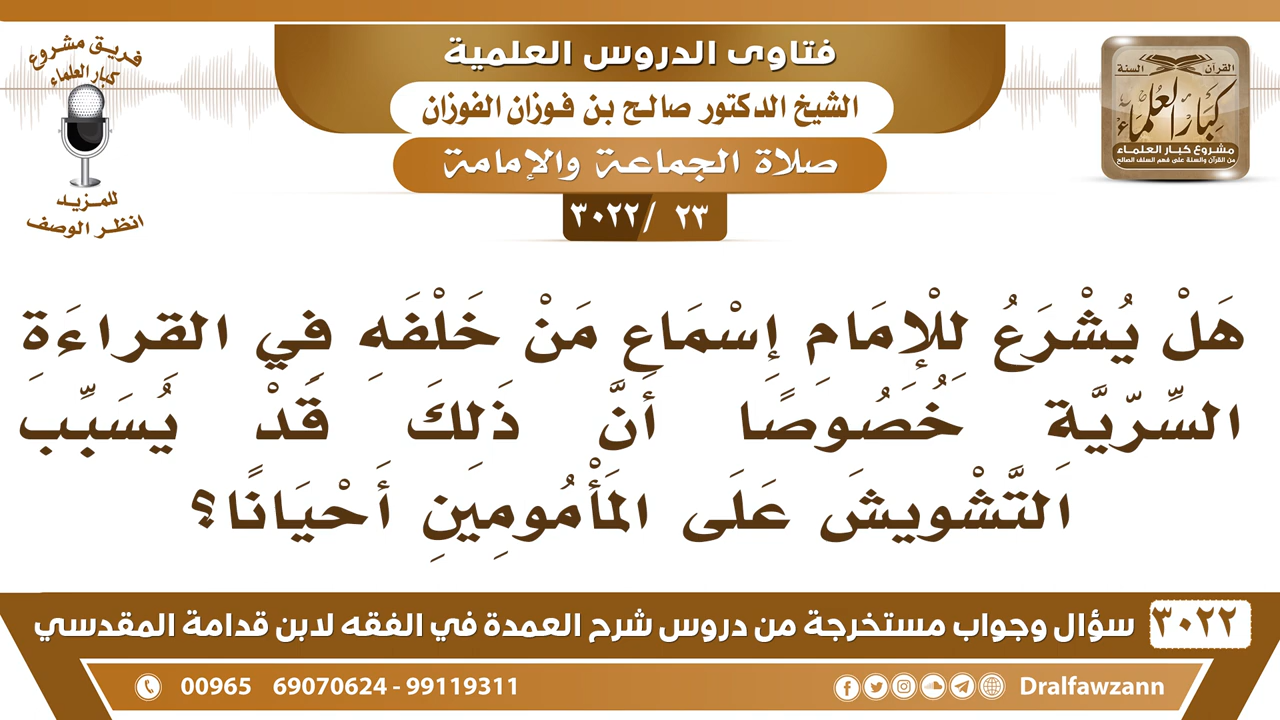 فتاوى الدروس العلمية
الشيخ الدكتور صالح بن فوزان الفوزان
صلاة الجماعة والإمامة
٢٣ / ٣٠٢٢
فريق مشروع
كبار العلماء
للمزيد
انظر الوصف
القرآن السنة
كبار العلماء
مشروع كبار العلماء
من القرآن والسنة على فهم السلف الصالح
هَلْ يُشْرَعُ لِلْإِمَامِ إِسْمَاعِ مَنْ خَلْفَهِ فِي القراءَةِ
السِّرِّيَّة خُصُوصًا أَنَّ ذَلِكَ قَدْ يُسَبِّب
التَّشْوِيشَ عَلَى المَأْمُومِينِ أَحْيَانًا؟
٣٠٢٢ سؤال وجواب مستخرجة من دروس شرح العمدة في الفقه لابن قدامة المقدسي
00965 69070624 - 99119311
Dralfawzann